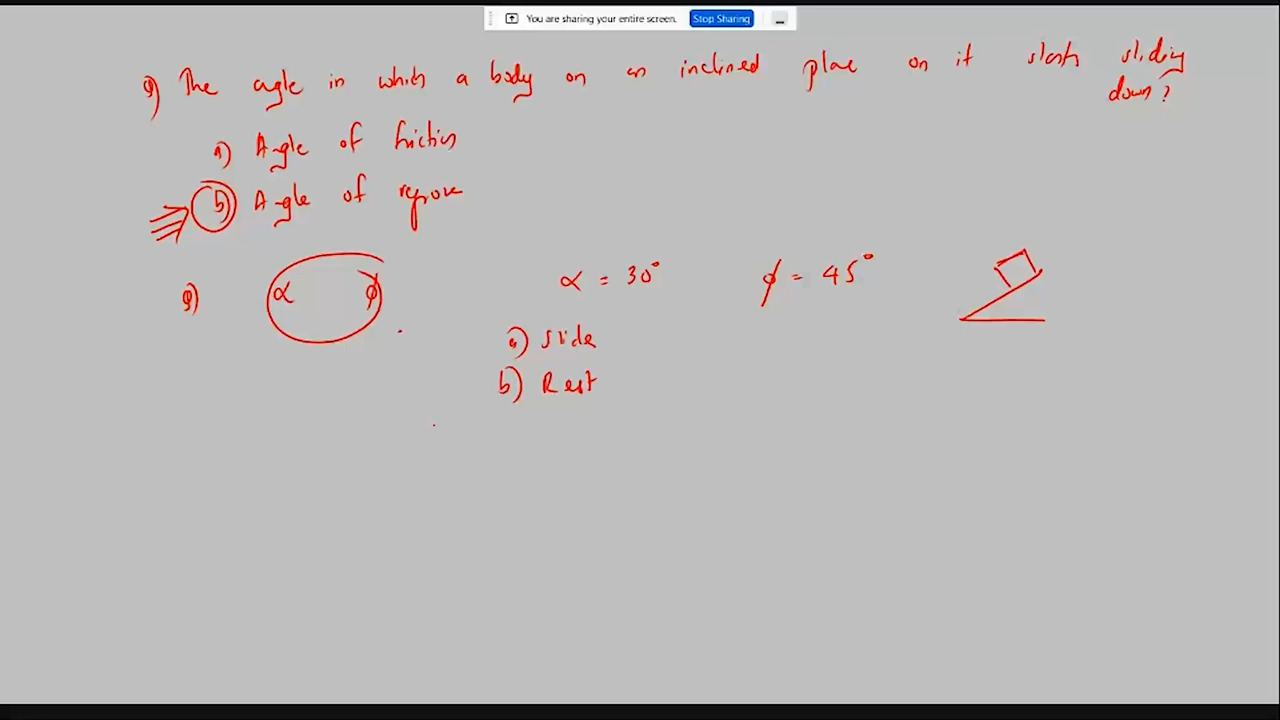 You are sharing your entire screen. Stop Sharing
Q) The angle in which a body on an inclined plane on it starts sliding down?
a) Angle of friction
b) Angle of repose
Q) α φ α = 30° φ = 45°
a) slide
b) Rest